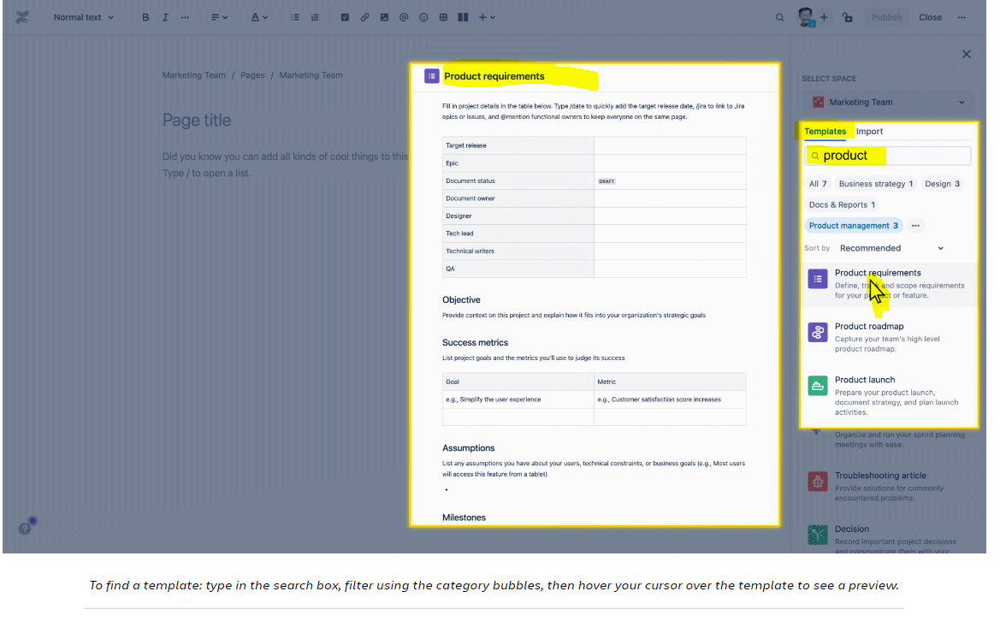 Normal text
B I
A
@
Publish
Close
Marketing Team / Pages / Marketing Team
Page title
Did you know you can add all kinds of cool things to this
Type / to open a list.
?
Product requirements
Fill in project details in the table below. Type /date to quickly add the target release date, /jira to link to Jira
epics or issues, and @mention functional owners to keep everyone on the same page.
Target release
Epic
Document status DRAFT
Document owner
Designer
Tech lead
Technical writers
QA
Objective
Provide context on this project and explain how it fits into your organization's strategic goals
Success metrics
List project goals and the metrics you'll use to judge its success
Goal Metric
e.g., Simplify the user experience e.g., Customer satisfaction score increases
Assumptions
List any assumptions you have about your users, technical constraints, or business goals (e.g., Most users
will access this feature from a tablet)
Milestones
SELECT SPACE
Marketing Team
Templates Import
product
All 7 Business strategy 1 Design 3
Docs & Reports 1
Product management 3
Sort by Recommended
Product requirements
Define, track and scope requirements
for your product or feature.
Product roadmap
Capture your team's high level
product roadmap.
Product launch
Prepare your product launch,
document strategy, and plan launch
activities.
Organize and run your sprint planning
meetings with ease.
Troubleshooting article
Provide solutions for commonly
encountered problems.
Decision
Record important project decisions
and communicate them with your
To find a template: type in the search box, filter using the category bubbles, then hover your cursor over the template to see a preview.